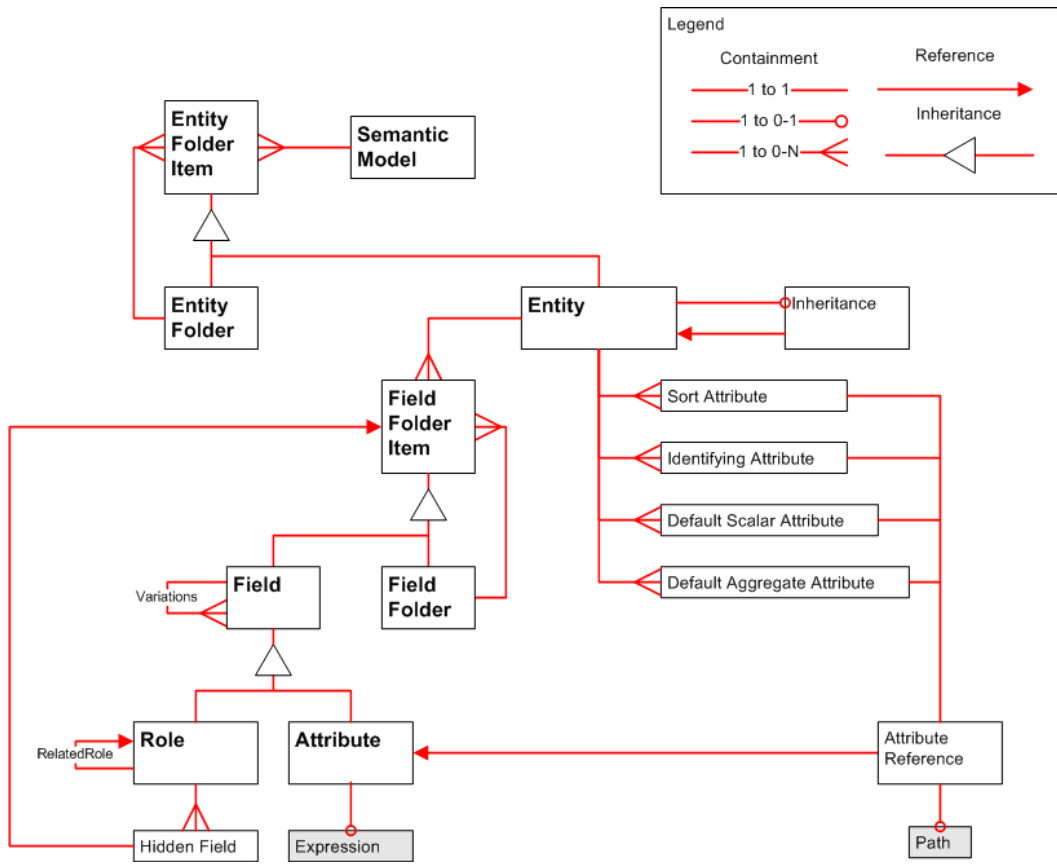 Legend
Containment
Reference
1 to 1
1 to 0-1
Inheritance
1 to 0-N
Entity
Folder
Item
Semantic
Model
Entity
Folder
Entity
Inheritance
Field
Folder
Item
Sort Attribute
Identifying Attribute
Default Scalar Attribute
Default Aggregate Attribute
Field
Variations
Field
Folder
Role
RelatedRole
Attribute
Attribute
Reference
Hidden Field
Expression
Path